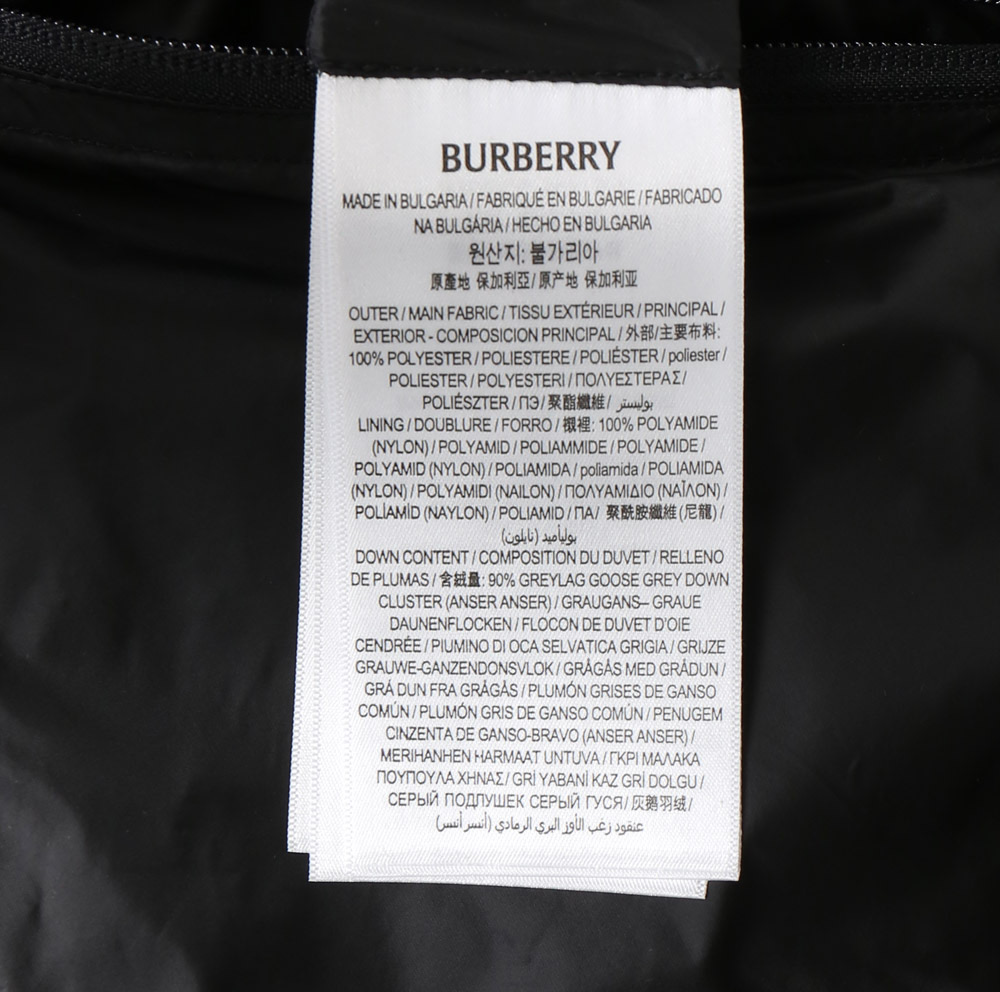 BURBERRY
MADE IN BULGARIA / FABRIQUÉ EN BULGARIE / FABRICADO
NA BULGÁRIA / HECHO EN BULGARIA
원산지: 불가리아
原產地 保加利亞/ 原产地 保加利亚
OUTER / MAIN FABRIC / TISSU EXTÉRIEUR / PRINCIPAL /
EXTERIOR - COMPOSICION PRINCIPAL / 外部/主要布料:
100% POLYESTER / POLIESTERE / POLIÉSTER / poliester /
POLIESTER / POLYESTERI / ΠΟΛΥΕΣΤΕΡΑΣ/
POLIÉSZTER / ПЭ/ 聚酯纖維/ بوليستر
LINING / DOUBLURE / FORRO / 襯裡: 100% POLYAMIDE
(NYLON) / POLYAMID / POLIAMMIDE / POLYAMIDE /
POLYAMID (NYLON) / POLIAMIDA / poliamida / POLIAMIDA
(NYLON) / POLYAMIDI (NAILON) / ΠΟΛΥΑΜΙΔΙΟ (ΝΑΪΛΟΝ) /
POLÍAMÍD (NAYLON) / POLIAMID / ПА/ 聚酰胺纖維 (尼龍) /
بولیأمید (نایلون)
DOWN CONTENT / COMPOSITION DU DUVET / RELLENO
DE PLUMAS / 含絨量: 90% GREYLAG GOOSE GREY DOWN
CLUSTER (ANSER ANSER) / GRAUGANS– GRAUE
DAUNENFLOCKEN / FLOCON DE DUVET D'OIE
CENDRÉE / PIUMINO DI OCA SELVATICA GRIGIA / GRIJZE
GRAUWE-GANZENDONSVLOK / GRÅGÅS MED GRÅDUN /
GRÅ DUN FRA GRÅGÅS / PLUMÓN GRISES DE GANSO
COMÚN / PLUMÓN GRIS DE GANSO COMÚN / PENUGEM
CINZENTA DE GANSO-BRAVO (ANSER ANSER) /
MERIHANHEN HARMAAT UNTUVA / ΓΚΡΙ ΜΑΛΑΚΑ
ΠΟΥΠΟΥΛΑ ΧΗΝΑΣ/ GRİ YABANİ KAZ GRİ DOLGU /
СЕРЫЙ ПОДПУШЕК СЕРЫЙ ГУСЯ/ 灰鹅羽绒/
عنقود زغب الأوز البري الرمادي (أنسر أنسر)